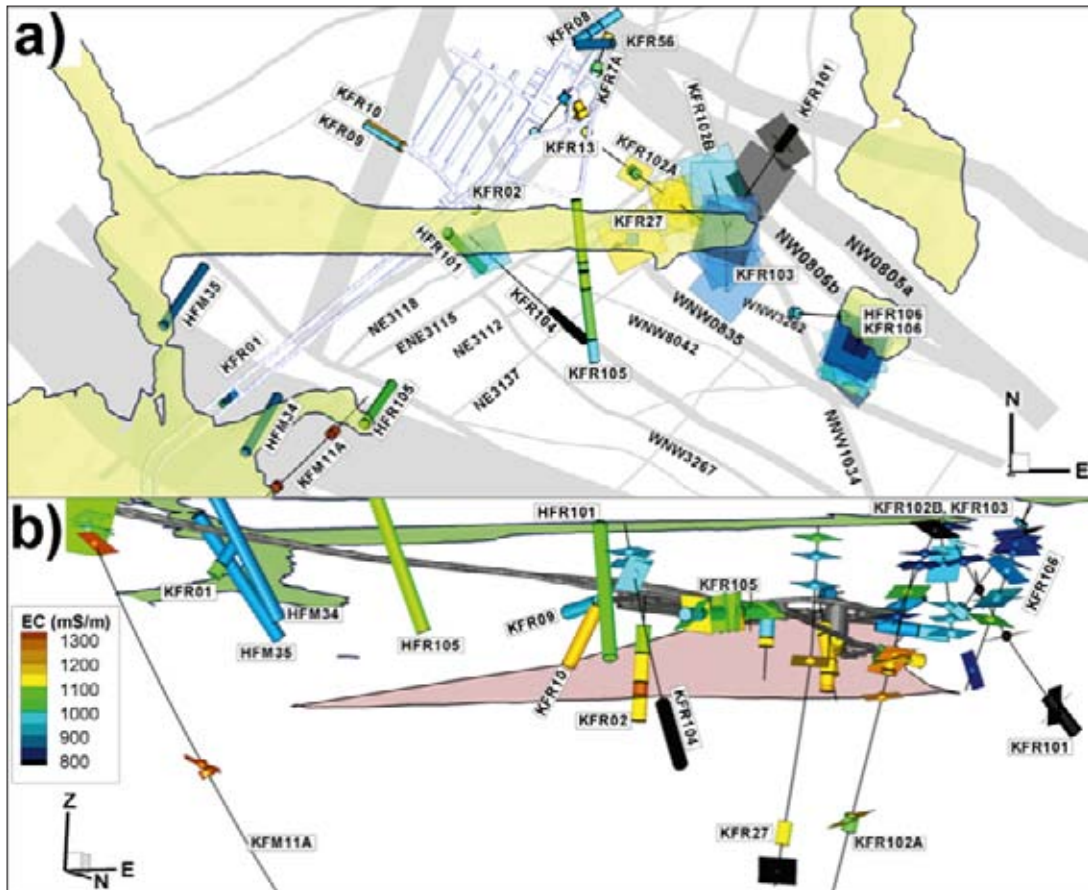 a)
KFR08
KFR56
KFR7A
KFR101
KFR10
KFR09
KFR13
KFR102B
KFR102A
KFR02
KFR27
HFR101
KFR103
NW0805a
NW0805b
HFM35
NE3118
ENE3115
NE3112
KFR104
WNW0835
WNW3262
HFR106
KFR106
KFR01
WNW8042
KFR105
NE3137
HFR105
HFM34
KFM11A
WNW3267
NNW1034
N
E
b)
HFR101
KFR102B, KFR103
KFR01
HFM34
HFM35
HFR105
KFR09
KFR105
KFR106
EC (mS/m)
1300
1200
1100
1000
900
800
KFR10
KFR02
KFR104
KFR101
KFR27
KFR102A
KFM11A
Z
E
N